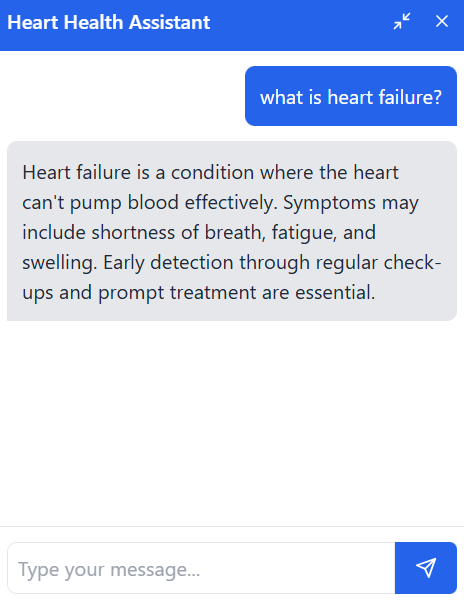 Heart Health Assistant
what is heart failure?
Heart failure is a condition where the heart
can't pump blood effectively. Symptoms may
include shortness of breath, fatigue, and
swelling. Early detection through regular check-
ups and prompt treatment are essential.
Type your message...